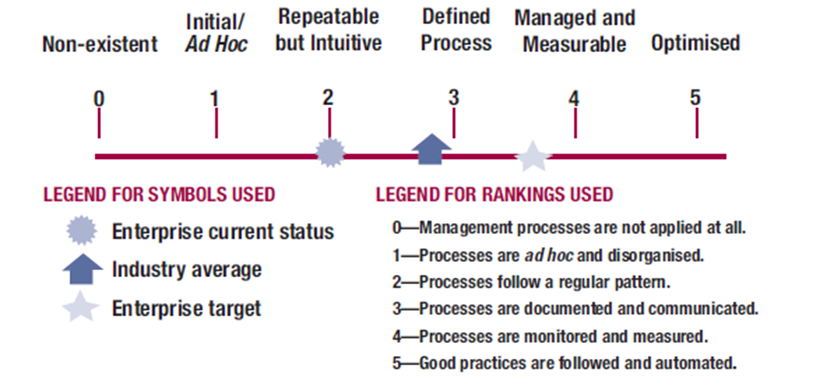 Non-existent
Initial/
Ad Hoc
Repeatable
but Intuitive
Defined
Process
Managed and
Measurable
Optimised
0 1 2 3 4 5
LEGEND FOR SYMBOLS USED
Enterprise current status
Industry average
Enterprise target
LEGEND FOR RANKINGS USED
0—Management processes are not applied at all.
1—Processes are ad hoc and disorganised.
2—Processes follow a regular pattern.
3—Processes are documented and communicated.
4—Processes are monitored and measured.
5—Good practices are followed and automated.